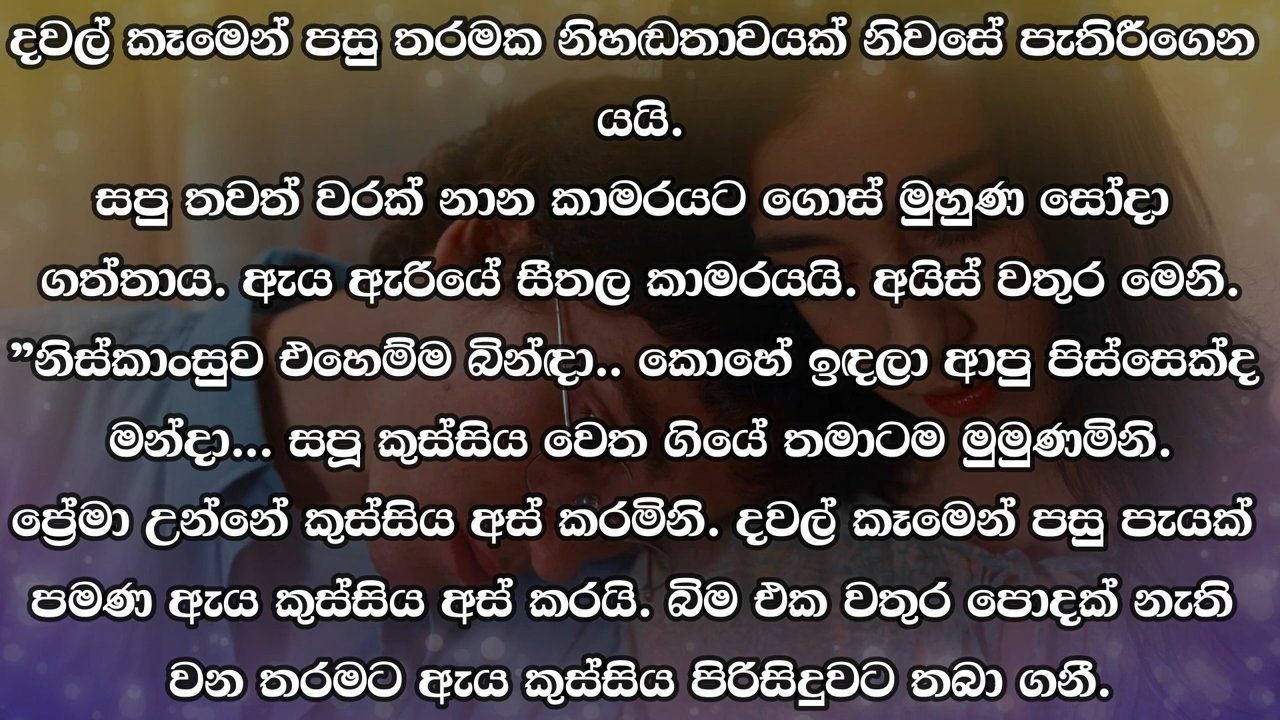 දවල් කෑමෙන් පසු තරමක නිහඬතාවයක් නිවසේ පැතිරීගෙන
යයි.
සපු තවත් වරක් නාන කාමරයට ගොස් මුහුණ සෝදා
ගත්තාය. ඇය ඇරියේ සීතල කාමරයයි. අයිස් වතුර මෙනි.
”නිස්කාංසුව එහෙම්ම බින්ඳා.. කොහේ ඉඳලා ආපු පිස්සෙක්ද
මන්දා... සපූ කුස්සිය වෙත ගියේ තමාටම මුමුණමිනි.
ප්‍රේමා උන්නේ කුස්සිය අස් කරමිනි. දවල් කෑමෙන් පසු පැයක්
පමණ ඇය කුස්සිය අස් කරයි. බිම එක වතුර පොදක් නැති
වන තරමට ඇය කුස්සිය පිරිසිදුවට තබා ගනී.